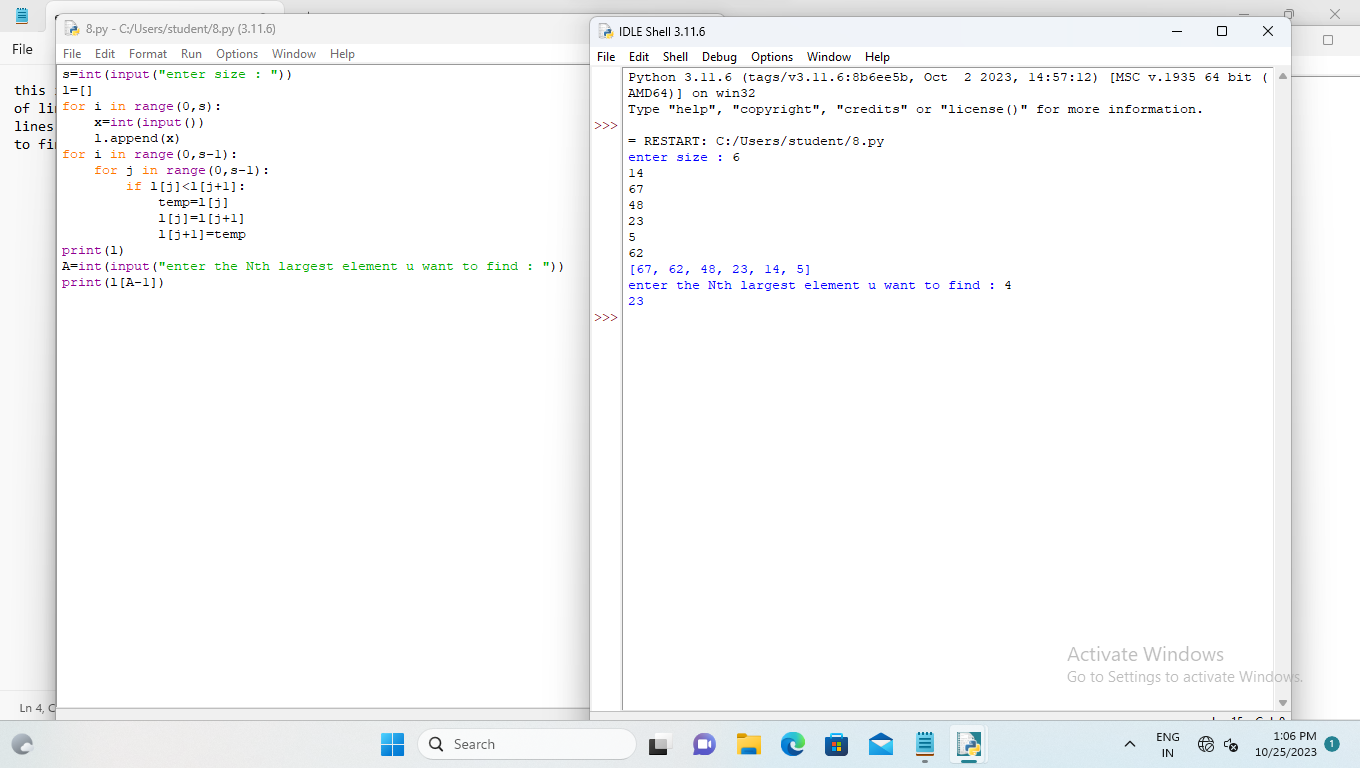 File
this
of li
lines
to fi
Ln 4, C
8.py - C:/Users/student/8.py (3.11.6)
File Edit Format Run Options Window Help
s=int(input("enter size : "))
l=[]
for i in range(0,s):
    x=int(input())
    l.append(x)
for i in range(0,s-1):
    for j in range(0,s-1):
        if l[j]<l[j+1]:
            temp=l[j]
            l[j]=l[j+1]
            l[j+1]=temp
print(l)
A=int(input("enter the Nth largest element u want to find : "))
print(l[A-1])
IDLE Shell 3.11.6
File Edit Shell Debug Options Window Help
Python 3.11.6 (tags/v3.11.6:8b6ee5b, Oct  2 2023, 14:57:12) [MSC v.1935 64 bit (
AMD64)] on win32
Type "help", "copyright", "credits" or "license()" for more information.
>>>
= RESTART: C:/Users/student/8.py
enter size : 6
14
67
48
23
5
62
[67, 62, 48, 23, 14, 5]
enter the Nth largest element u want to find : 4
23
>>>
Activate Windows
Go to Settings to activate Windows.
Search
ENG
IN
1:06 PM
10/25/2023
1